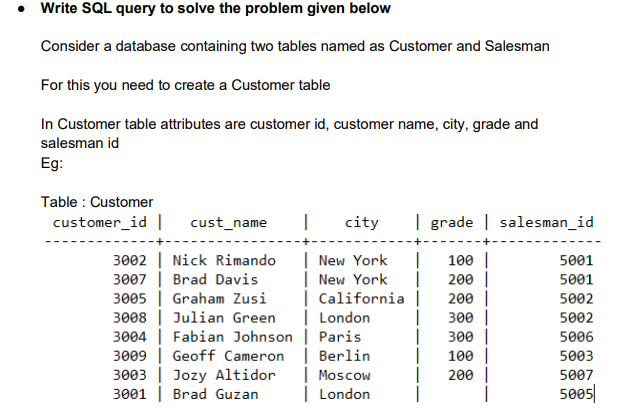 • Write SQL query to solve the problem given below
Consider a database containing two tables named as Customer and Salesman
For this you need to create a Customer table
In Customer table attributes are customer id, customer name, city, grade and
salesman id
Eg:
Table : Customer
customer_id | cust_name | city | grade | salesman_id
-------------+----------------+------------+-------+-------------
3002 | Nick Rimando | New York | 100 | 5001
3007 | Brad Davis | New York | 200 | 5001
3005 | Graham Zusi | California | 200 | 5002
3008 | Julian Green | London | 300 | 5002
3004 | Fabian Johnson | Paris | 300 | 5006
3009 | Geoff Cameron | Berlin | 100 | 5003
3003 | Jozy Altidor | Moscow | 200 | 5007
3001 | Brad Guzan | London | | 5005